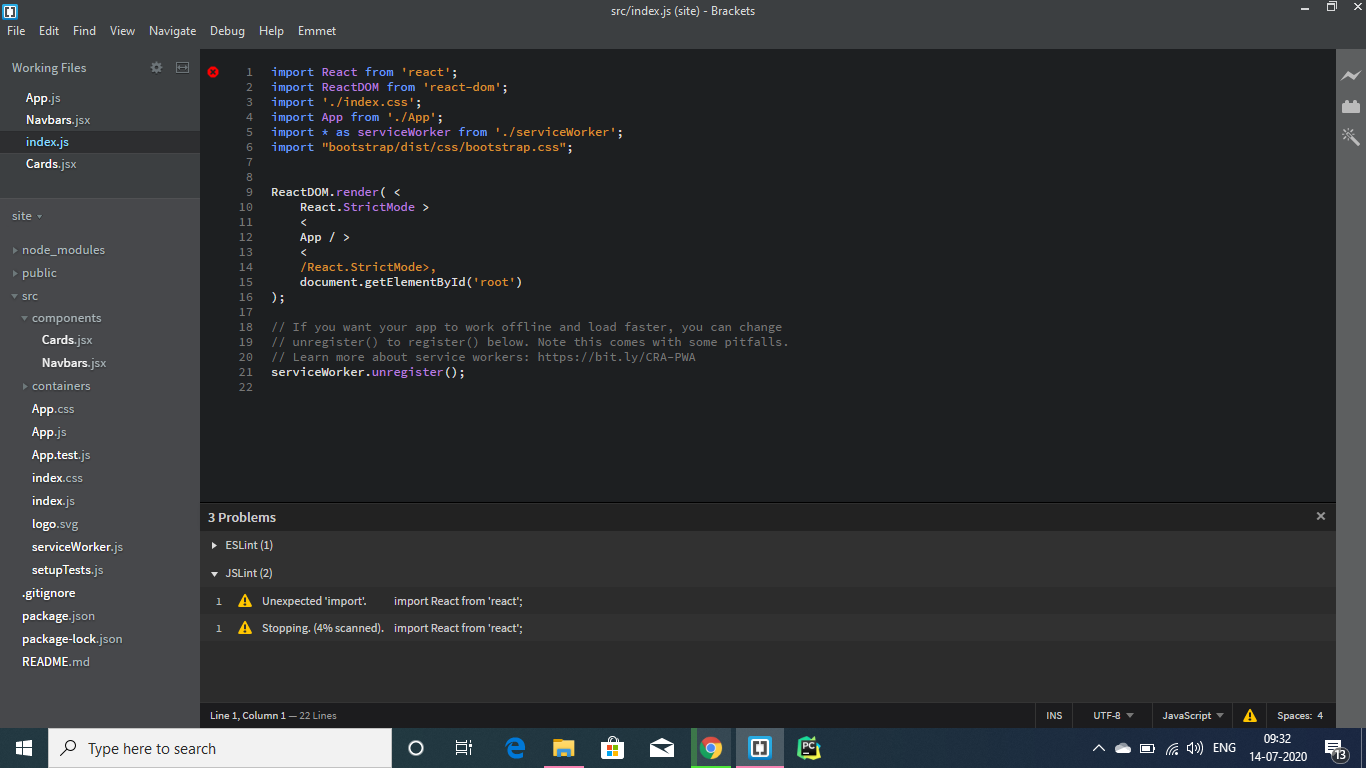 src/index.js (site) - Brackets
File Edit Find View Navigate Debug Help Emmet
Working Files
App.js
Navbars.jsx
index.js
Cards.jsx
site
node_modules
public
src
components
Cards.jsx
Navbars.jsx
containers
App.css
App.js
App.test.js
index.css
index.js
logo.svg
serviceWorker.js
setupTests.js
.gitignore
package.json
package-lock.json
README.md
1 import React from 'react';
2 import ReactDOM from 'react-dom';
3 import './index.css';
4 import App from './App';
5 import * as serviceWorker from './serviceWorker';
6 import "bootstrap/dist/css/bootstrap.css";
7
8
9 ReactDOM.render( <
10 React.StrictMode >
11 <
12 App / >
13 <
14 /React.StrictMode>,
15 document.getElementById('root')
16 );
17
18 // If you want your app to work offline and load faster, you can change
19 // unregister() to register() below. Note this comes with some pitfalls.
20 // Learn more about service workers: https://bit.ly/CRA-PWA
21 serviceWorker.unregister();
22
3 Problems
ESLint (1)
JSLint (2)
1 Unexpected 'import'. import React from 'react';
1 Stopping. (4% scanned). import React from 'react';
Line 1, Column 1 — 22 Lines
INS UTF-8 JavaScript Spaces: 4
Type here to search
PC
ENG
09:32
14-07-2020
13